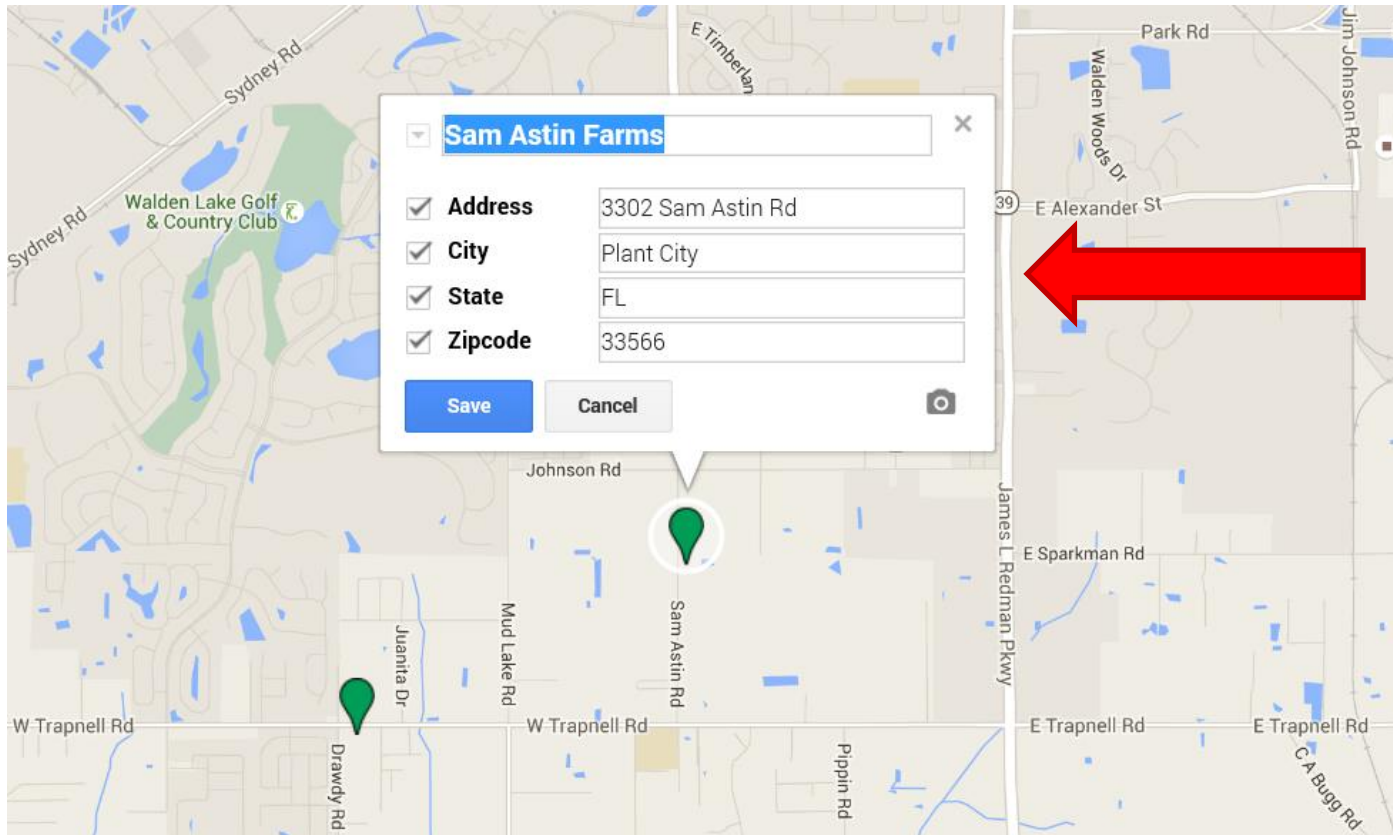 Park Rd
Jim Johnson Rd
E Timberlan
Sydney Rd
Walden Woods Dr
Sam Astin Farms
Walden Lake Golf
& Country Club
Sydney Rd
Address 3302 Sam Astin Rd
39 E Alexander St
City Plant City
State FL
Zipcode 33566
Save Cancel
Johnson Rd
James L Redman Pkwy
E Sparkman Rd
Mud Lake Rd
Sam Astin Rd
Juanita Dr
W Trapnell Rd
W Trapnell Rd
E Trapnell Rd
E Trapnell Rd
Drawdy Rd
Pippin Rd
C A Bugg Rd